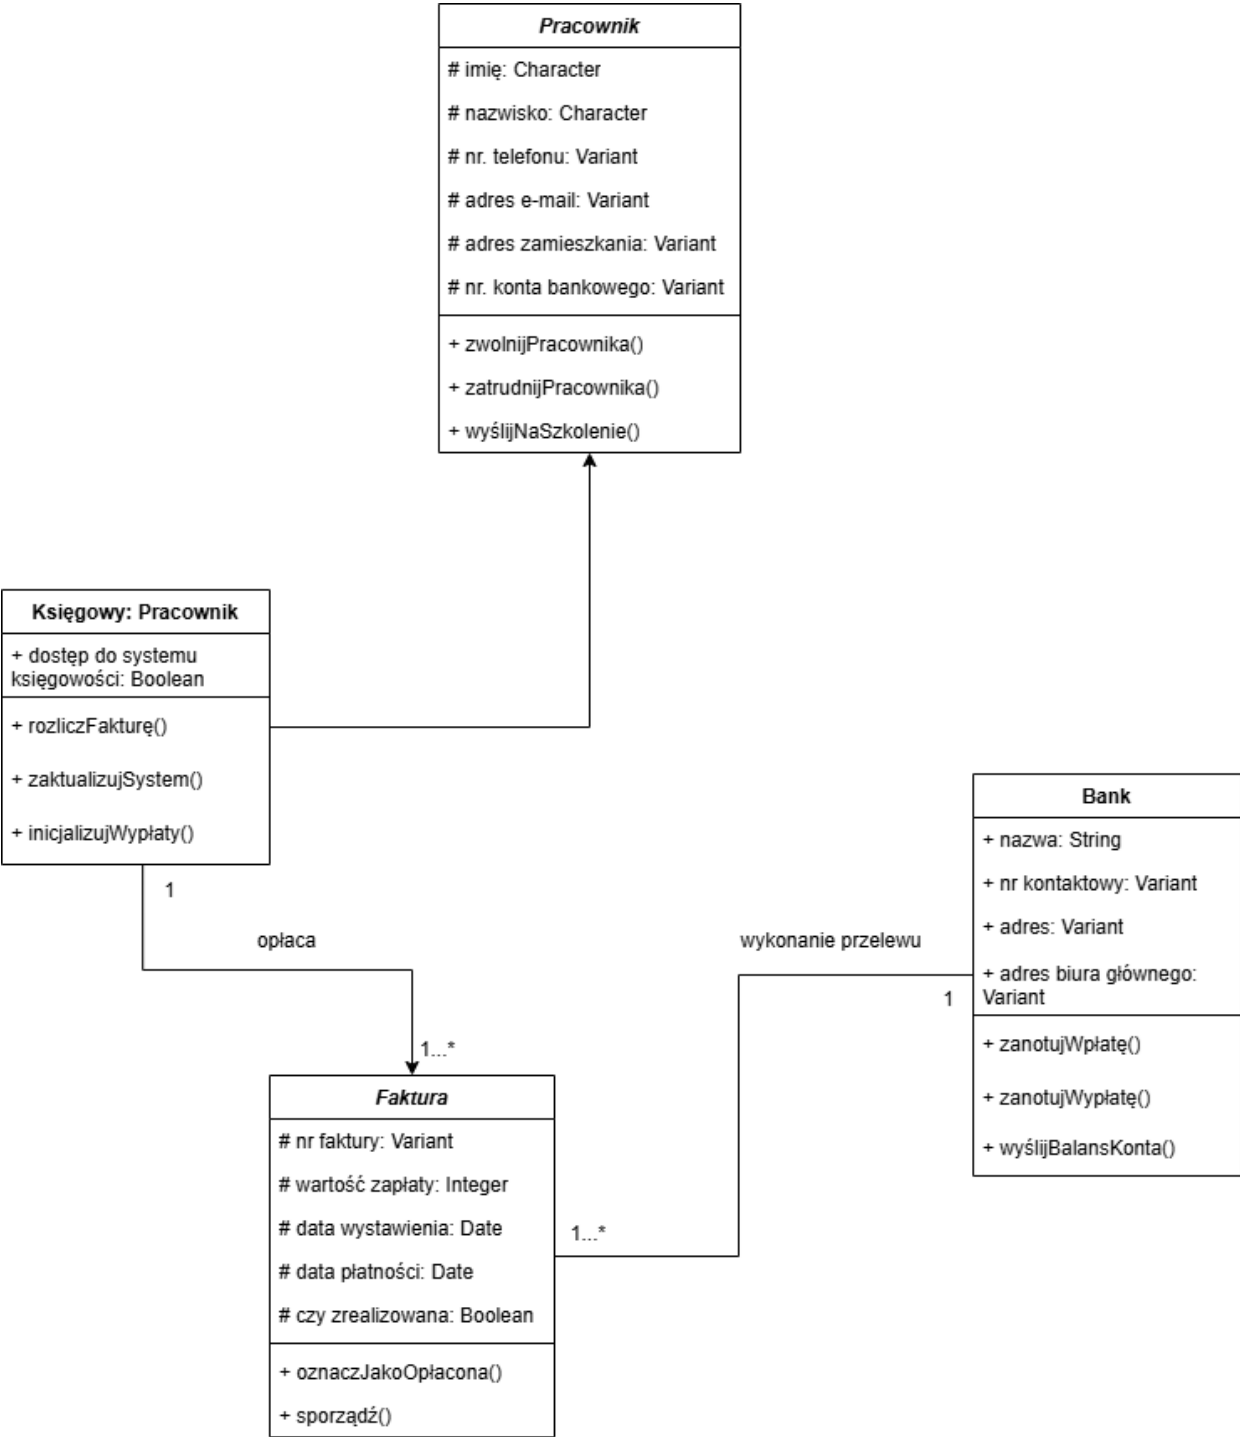 Pracownik
# imię: Character
# nazwisko: Character
# nr. telefonu: Variant
# adres e-mail: Variant
# adres zamieszkania: Variant
# nr. konta bankowego: Variant
+ zwolnijPracownika()
+ zatrudnijPracownika()
+ wyślijNaSzkolenie()
Księgowy: Pracownik
+ dostęp do systemu
księgowości: Boolean
+ rozliczFakturę()
+ zaktualizujSystem()
+ inicjalizujWypłaty()
1
opłaca
1...*
Faktura
# nr faktury: Variant
# wartość zapłaty: Integer
# data wystawienia: Date
# data płatności: Date
# czy zrealizowana: Boolean
+ oznaczJakoOpłacona()
+ sporządź()
1...*
wykonanie przelewu
1
Bank
+ nazwa: String
+ nr kontaktowy: Variant
+ adres: Variant
+ adres biura głównego:
Variant
+ zanotujWpłatę()
+ zanotujWypłatę()
+ wyślijBalansKonta()